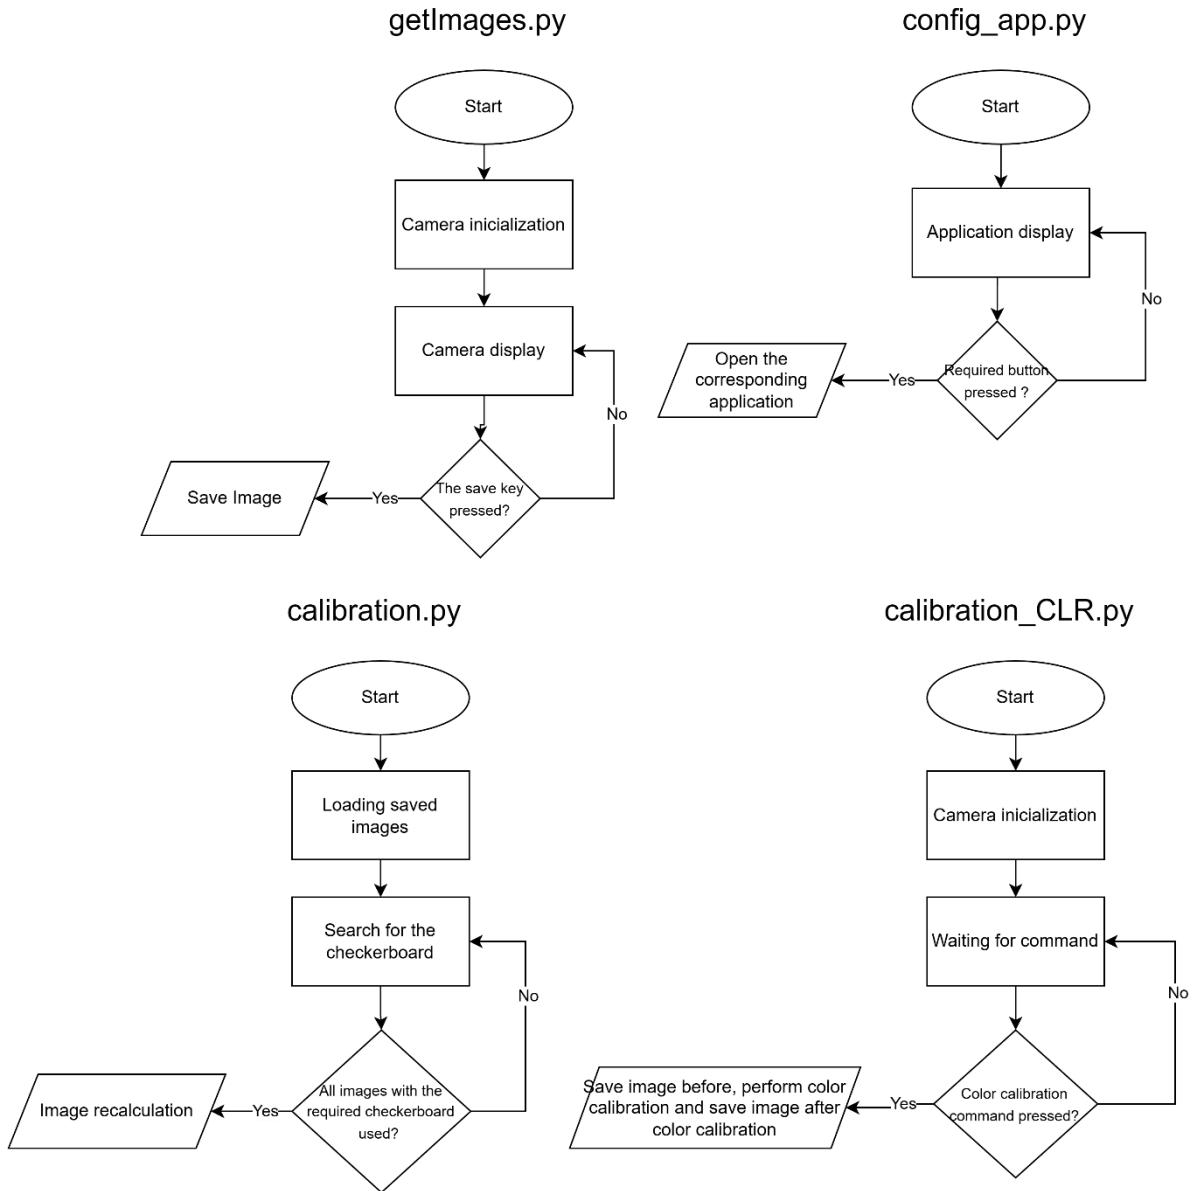 getImages.py
Start
Camera inicialization
Camera display
No
The save key
pressed?
Yes
Save Image
config_app.py
Start
Application display
No
Required button
pressed ?
Yes
Open the
corresponding
application
calibration.py
Start
Loading saved
images
Search for the
checkerboard
No
All images with the
required checkerboard
used?
Yes
Image recalculation
calibration_CLR.py
Start
Camera inicialization
Waiting for command
No
Color calibration
command pressed?
Yes
Save image before, perform color
calibration and save image after
color calibration